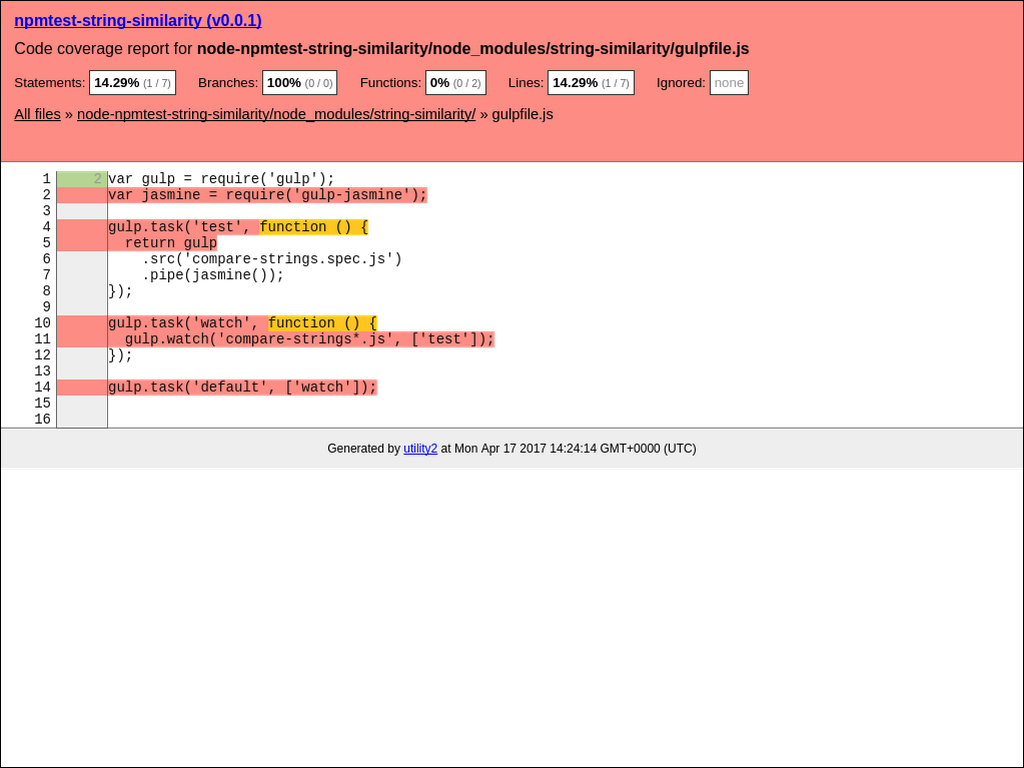 npmtest-string-similarity (v0.0.1)
Code coverage report for node-npmtest-string-similarity/node_modules/string-similarity/gulpfile.js
Statements: 14.29% (1 / 7) Branches: 100% (0 / 0) Functions: 0% (0 / 2) Lines: 14.29% (1 / 7) Ignored: none
All files » node-npmtest-string-similarity/node_modules/string-similarity/ » gulpfile.js
1 2 var gulp = require('gulp');
2 var jasmine = require('gulp-jasmine');
3
4 gulp.task('test', function () {
5   return gulp
6     .src('compare-strings.spec.js')
7     .pipe(jasmine());
8 });
9
10 gulp.task('watch', function () {
11   gulp.watch('compare-strings*.js', ['test']);
12 });
13
14 gulp.task('default', ['watch']);
15
16
Generated by utility2 at Mon Apr 17 2017 14:24:14 GMT+0000 (UTC)